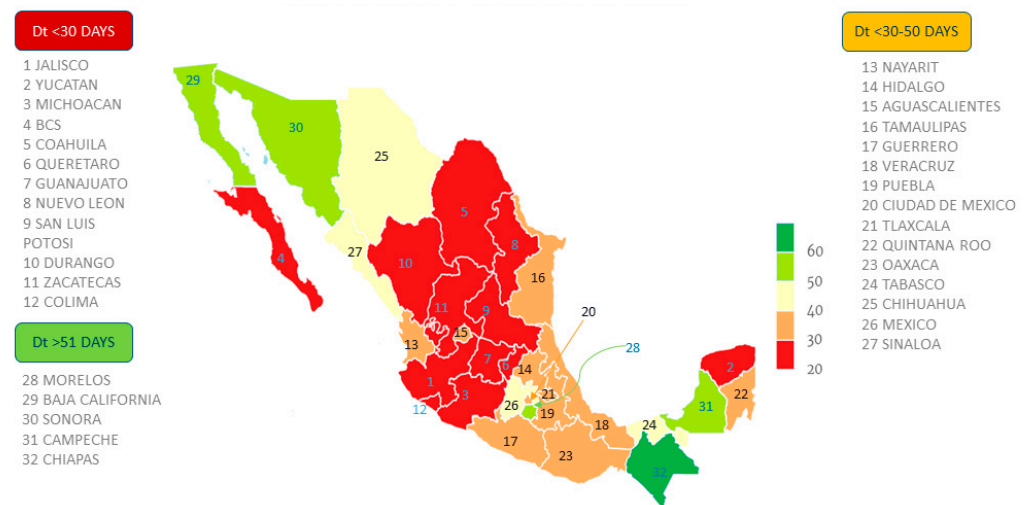 Dt <30 DAYS
1 JALISCO
2 YUCATAN
3 MICHOACAN
4 BCS
5 COAHUILA
6 QUERETARO
7 GUANAJUATO
8 NUEVO LEON
9 SAN LUIS
POTOSI
10 DURANGO
11 ZACATECAS
12 COLIMA
Dt >51 DAYS
28 MORELOS
29 BAJA CALIFORNIA
30 SONORA
31 CAMPECHE
32 CHIAPAS
29
30
25
5
27
4
10
8
16
11
9
20
15
13
28
7
6
14
2
1
3
21
22
12
26
19
31
18
24
17
23
32
60
50
40
30
20
Dt <30-50 DAYS
13 NAYARIT
14 HIDALGO
15 AGUASCALIENTES
16 TAMAULIPAS
17 GUERRERO
18 VERACRUZ
19 PUEBLA
20 CIUDAD DE MEXICO
21 TLAXCALA
22 QUINTANA ROO
23 OAXACA
24 TABASCO
25 CHIHUAHUA
26 MEXICO
27 SINALOA